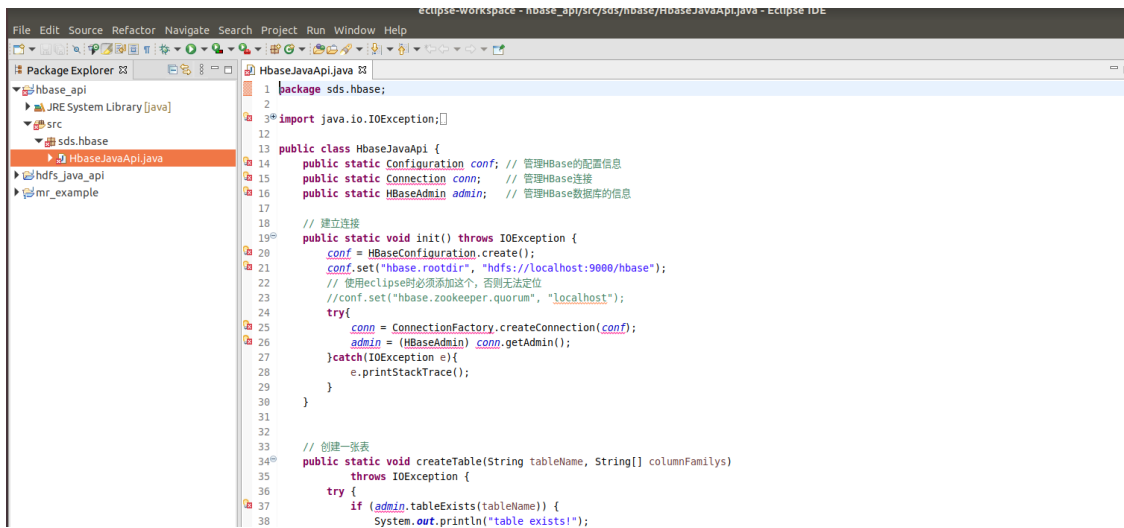 eclipse-workspace - hbase_api/src/sds/hbase/HbaseJavaApi.java - Eclipse IDE
File Edit Source Refactor Navigate Search Project Run Window Help
Package Explorer
HbaseJavaApi.java
hbase_api
JRE System Library [java]
src
sds.hbase
HbaseJavaApi.java
hdfs_java_api
mr_example
1 package sds.hbase;
2
3 import java.io.IOException;
12
13 public class HbaseJavaApi {
14 public static Configuration conf; // 管理HBase的配置信息
15 public static Connection conn; // 管理HBase连接
16 public static HBaseAdmin admin; // 管理HBase数据库的信息
17
18 // 建立连接
19 public static void init() throws IOException {
20 conf = HBaseConfiguration.create();
21 conf.set("hbase.rootdir", "hdfs://localhost:9000/hbase");
22 // 使用eclipse时必须添加这个，否则无法定位
23 //conf.set("hbase.zookeeper.quorum", "localhost");
24 try{
25 conn = ConnectionFactory.createConnection(conf);
26 admin = (HBaseAdmin) conn.getAdmin();
27 }catch(IOException e){
28 e.printStackTrace();
29 }
30 }
31
32
33 // 创建一张表
34 public static void createTable(String tableName, String[] columnFamilys)
35 throws IOException {
36 try {
37 if (admin.tableExists(tableName)) {
38 System.out.println("table exists!");